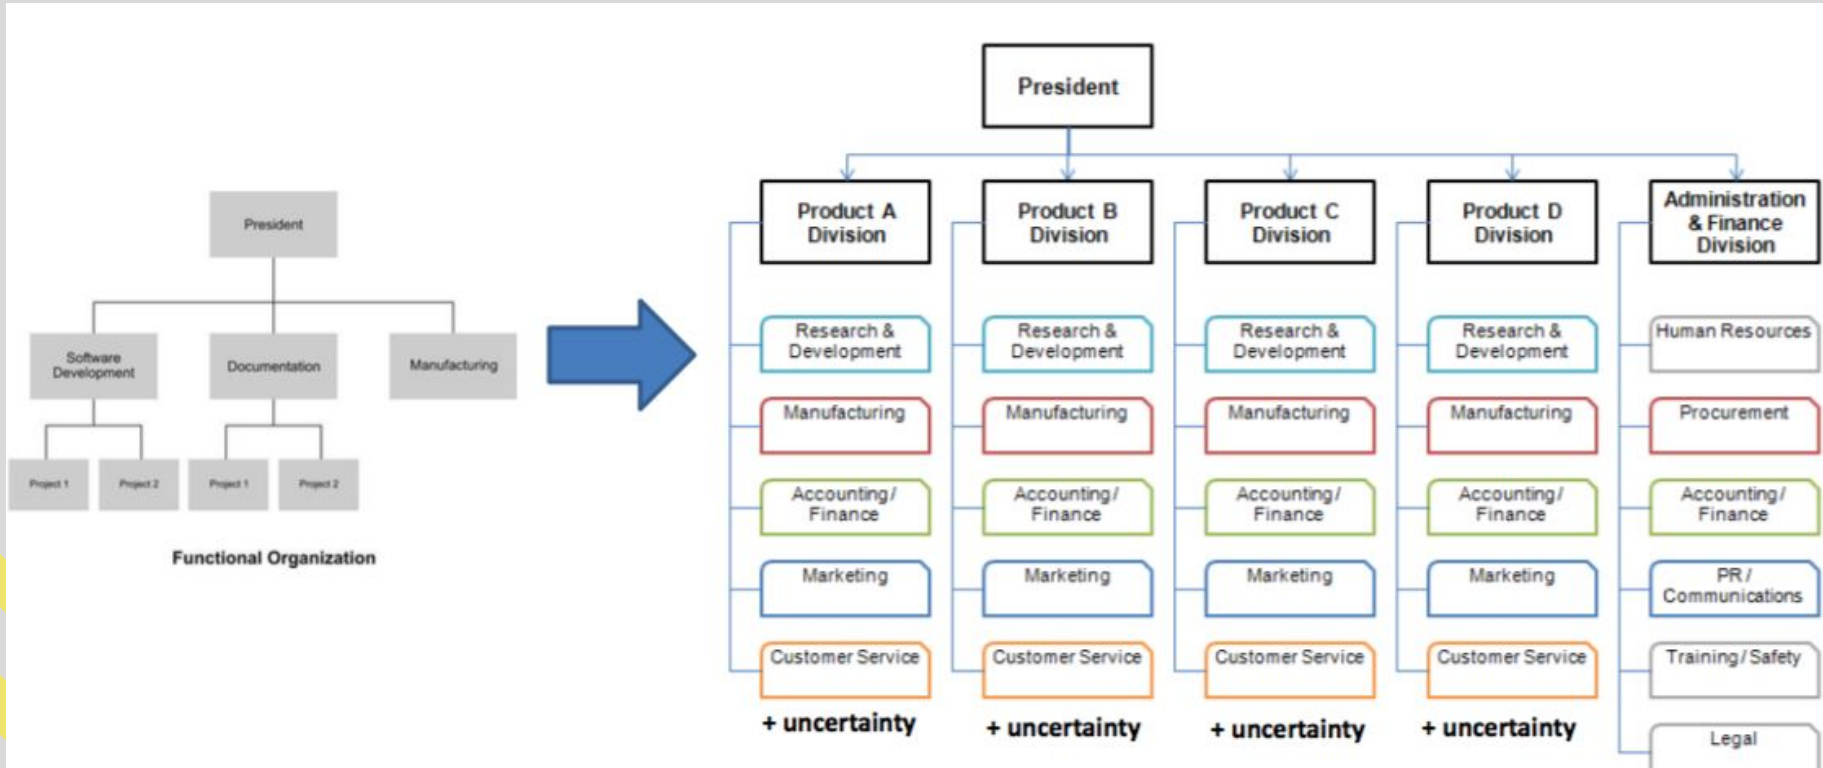 President
Software
Development
Documentation
Manufacturing
Project 1
Project 2
Project 1
Project 2
Functional Organization
President
Product A
Division
Product B
Division
Product C
Division
Product D
Division
Administration
& Finance
Division
Research &
Development
Research &
Development
Research &
Development
Research &
Development
Human Resources
Manufacturing
Manufacturing
Manufacturing
Manufacturing
Procurement
Accounting/
Finance
Accounting/
Finance
Accounting/
Finance
Accounting/
Finance
Accounting/
Finance
Marketing
Marketing
Marketing
Marketing
PR/
Communications
Customer Service
Customer Service
Customer Service
Customer Service
Training/Safety
+ uncertainty
+ uncertainty
+ uncertainty
+ uncertainty
Legal